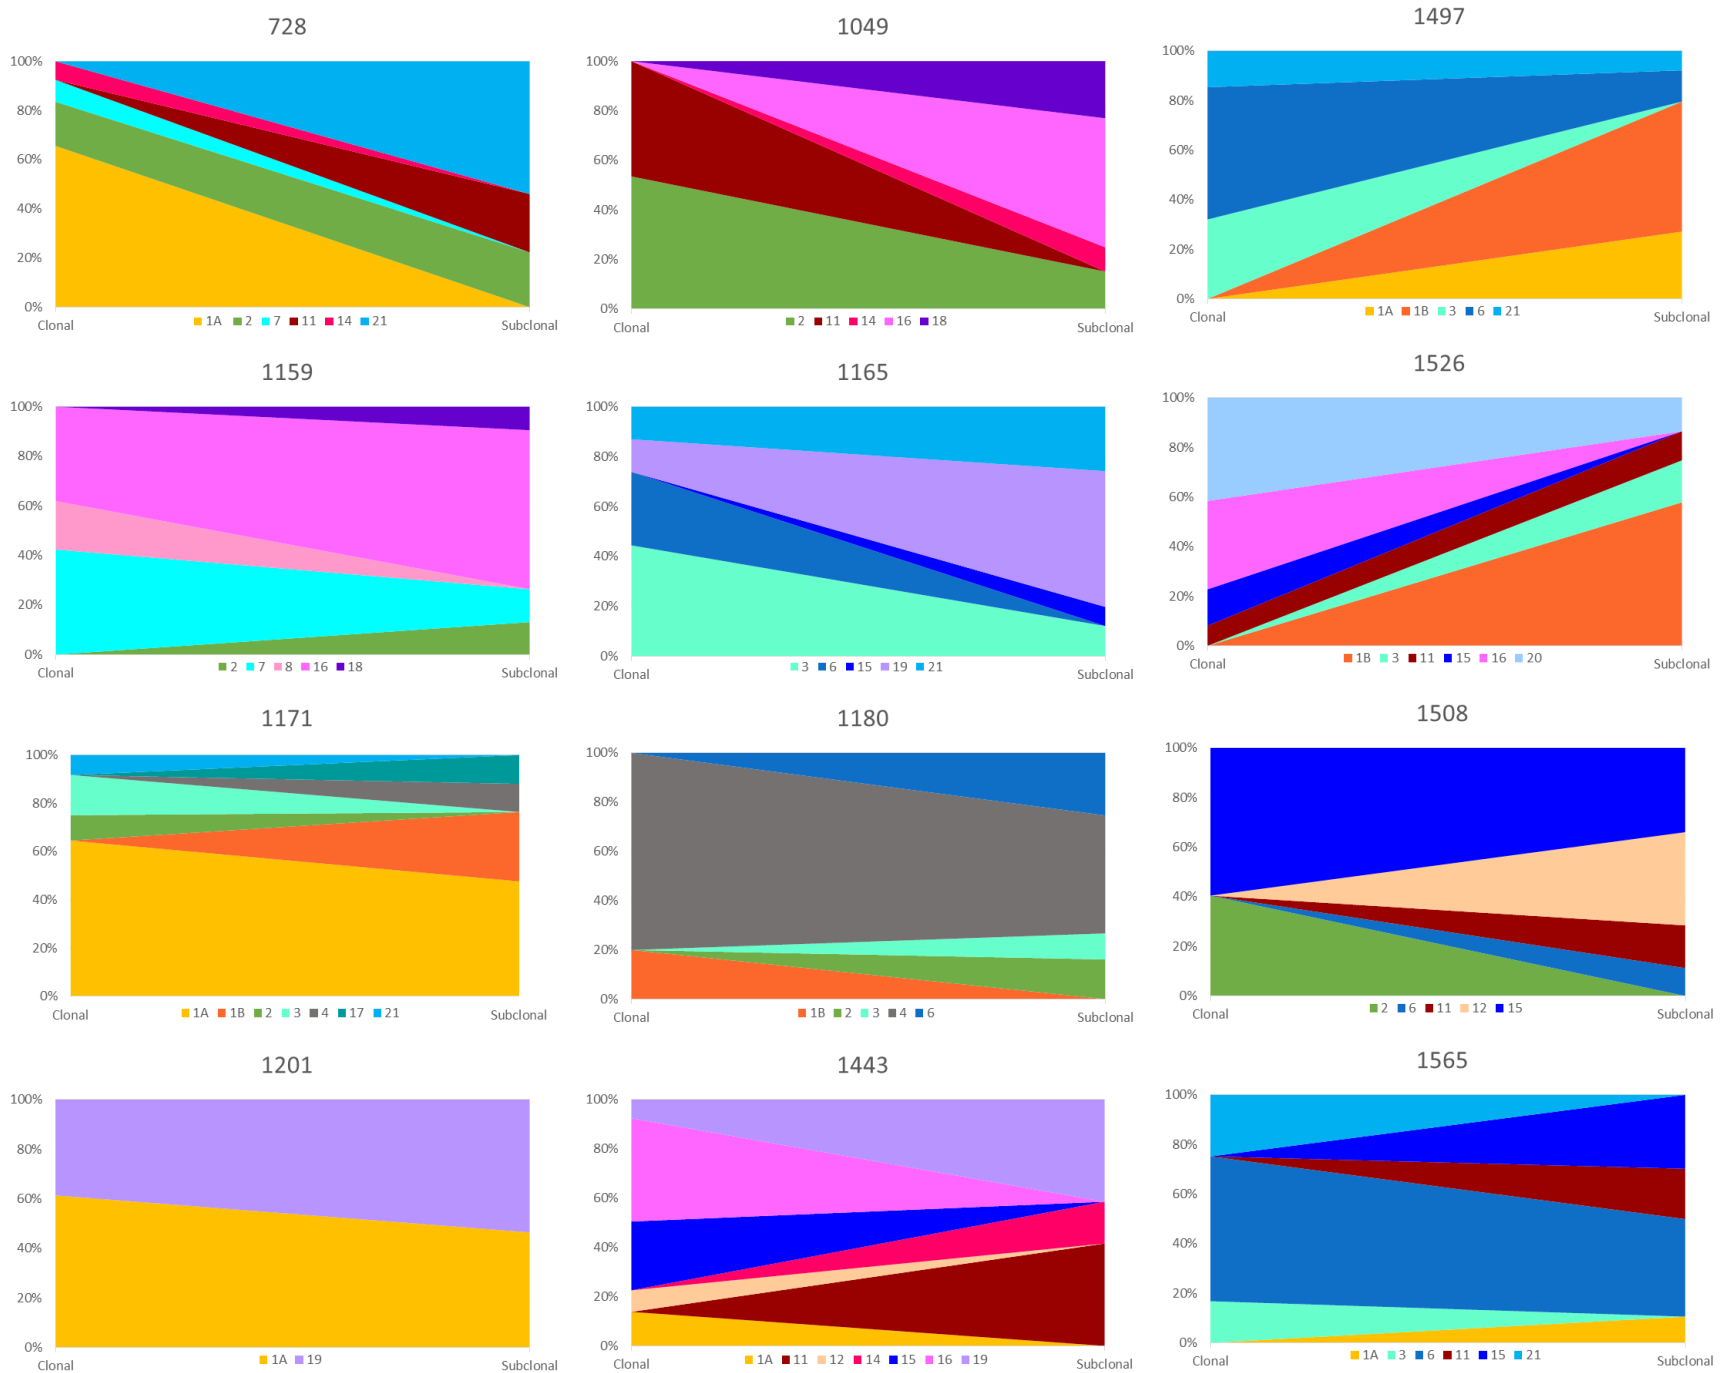 728
100%
80%
60%
40%
20%
0%
Clonal
Subclonal
1A 2 7 11 14 21
1049
100%
80%
60%
40%
20%
0%
Clonal
Subclonal
2 11 14 16 18
1497
100%
80%
60%
40%
20%
0%
Clonal
Subclonal
1A 1B 3 6 21
1159
100%
80%
60%
40%
20%
0%
Clonal
Subclonal
2 7 8 16 18
1165
100%
80%
60%
40%
20%
0%
Clonal
Subclonal
3 6 15 19 21
1526
100%
80%
60%
40%
20%
0%
Clonal
Subclonal
1B 3 11 15 16 20
1171
100%
80%
60%
40%
20%
0%
Clonal
Subclonal
1A 1B 2 3 4 17 21
1180
100%
80%
60%
40%
20%
0%
Clonal
Subclonal
1B 2 3 4 6
1508
100%
80%
60%
40%
20%
0%
Clonal
Subclonal
2 6 11 12 15
1201
100%
80%
60%
40%
20%
0%
Clonal
Subclonal
1A 19
1443
100%
80%
60%
40%
20%
0%
Clonal
Subclonal
1A 11 12 14 15 16 19
1565
100%
80%
60%
40%
20%
0%
Clonal
Subclonal
1A 3 6 11 15 21